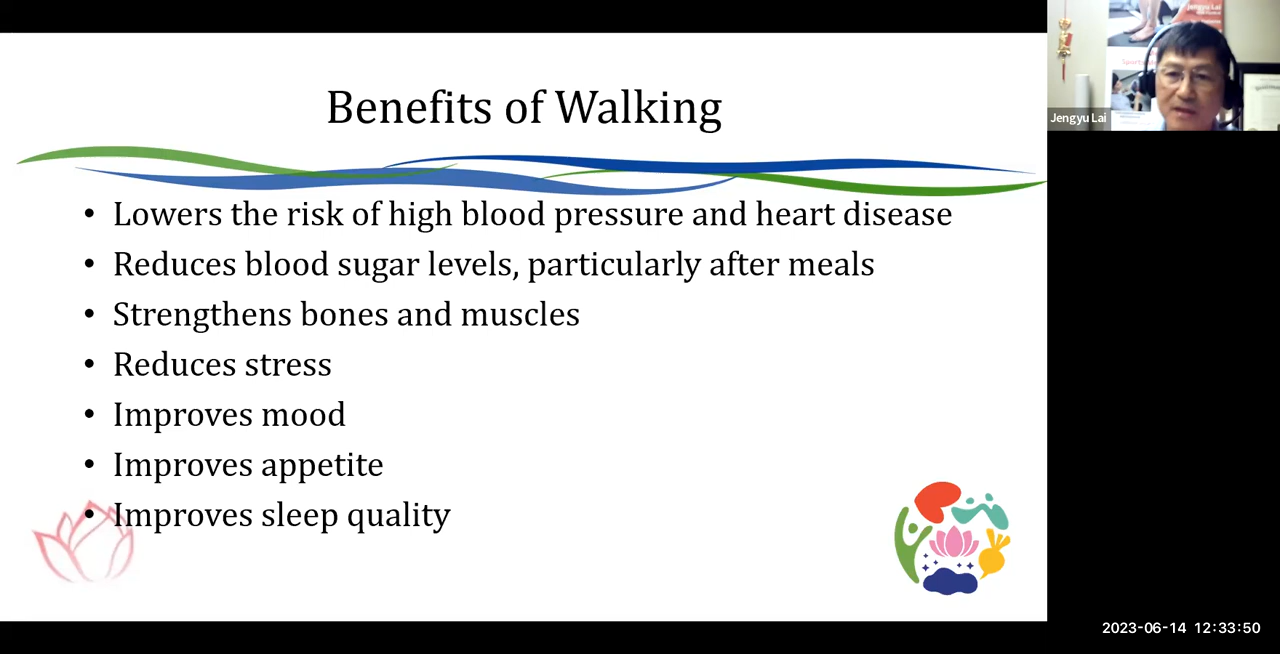 Benefits of Walking
• Lowers the risk of high blood pressure and heart disease
• Reduces blood sugar levels, particularly after meals
• Strengthens bones and muscles
• Reduces stress
• Improves mood
• Improves appetite
• Improves sleep quality
Jengyu Lai
Jengyu Lai
2023-06-14 12:33:50